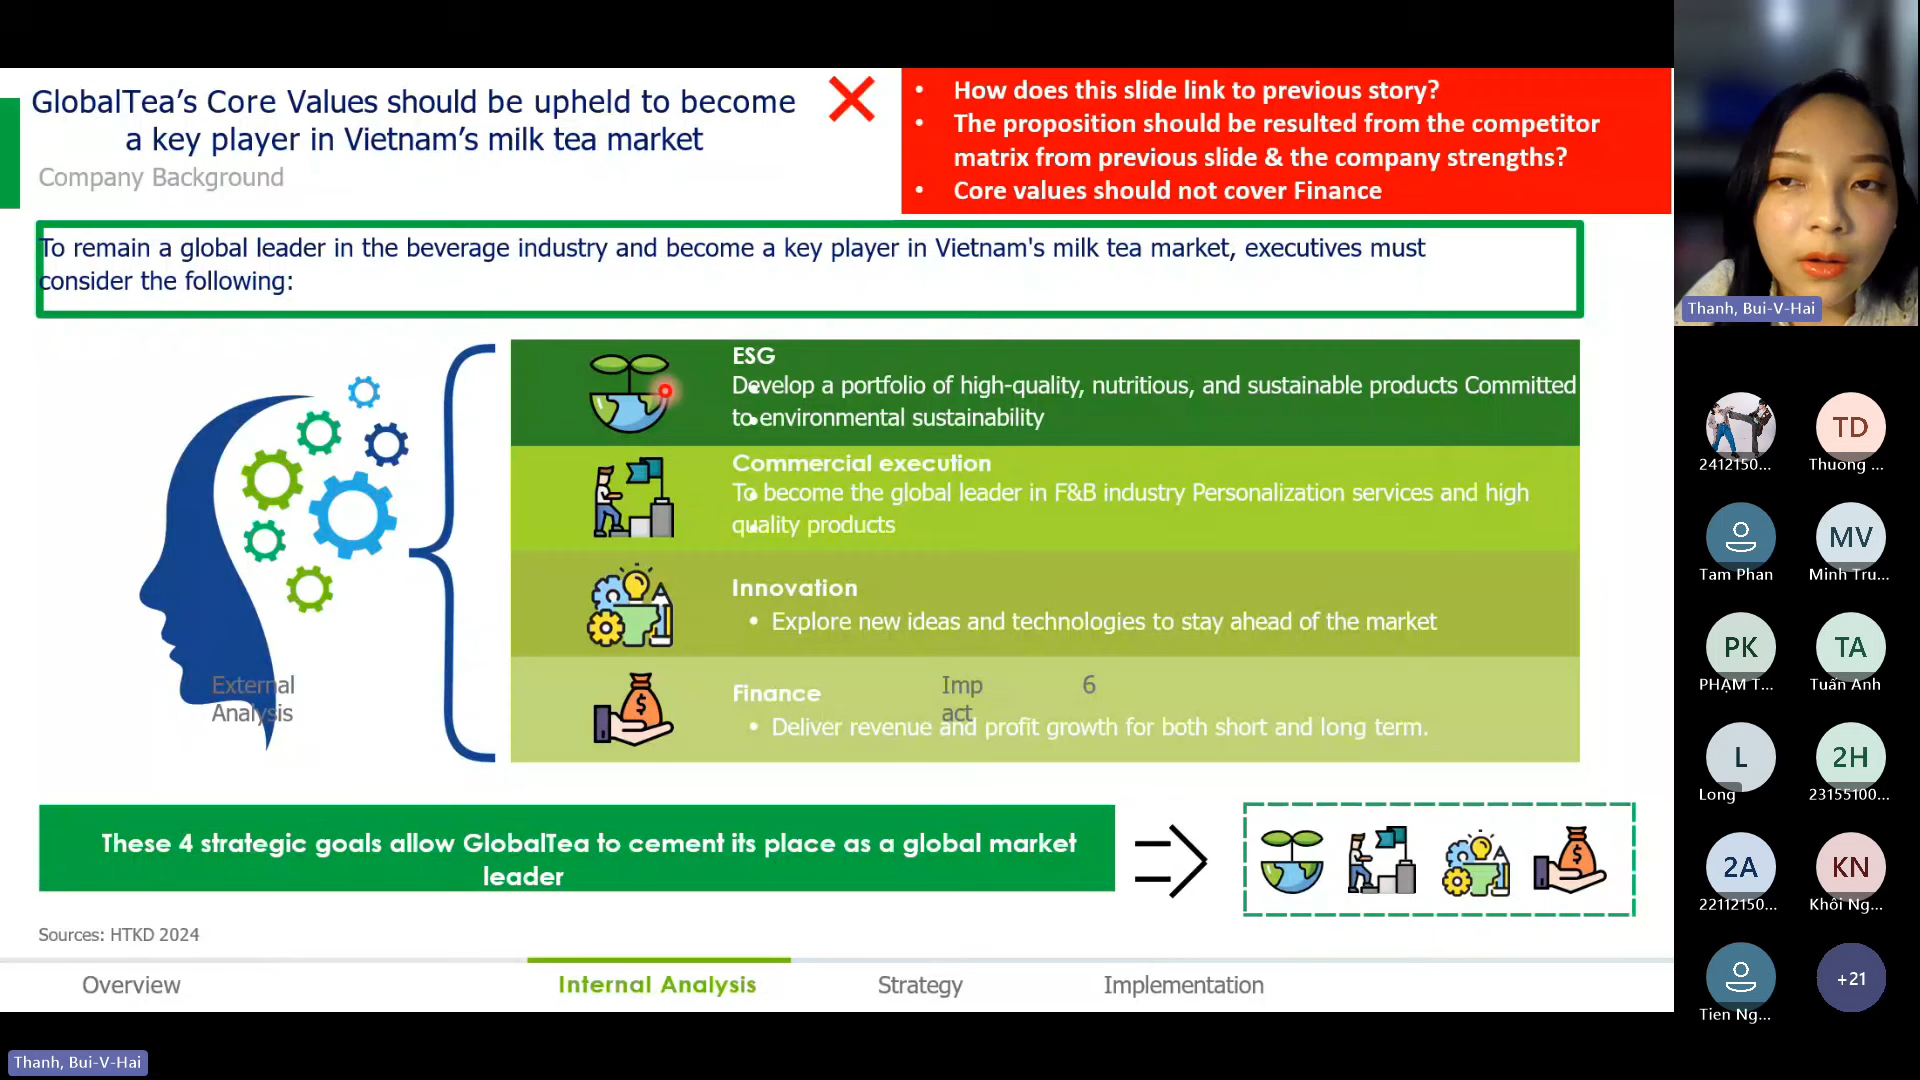 GlobalTea’s Core Values should be upheld to become
a key player in Vietnam’s milk tea market
Company Background
• How does this slide link to previous story?
• The proposition should be resulted from the competitor
matrix from previous slide & the company strengths?
• Core values should not cover Finance
To remain a global leader in the beverage industry and become a key player in Vietnam's milk tea market, executives must
consider the following:
ESG
Develop a portfolio of high-quality, nutritious, and sustainable products Committed
to environmental sustainability
Commercial execution
To become the global leader in F&B industry Personalization services and high
quality products
Innovation
• Explore new ideas and technologies to stay ahead of the market
Finance
• Deliver revenue and profit growth for both short and long term.
External
Analysis
Imp
act
6
These 4 strategic goals allow GlobalTea to cement its place as a global market
leader
Sources: HTKD 2024
Overview
Internal Analysis
Strategy
Implementation
Thanh, Bui-V-Hai
2412150...
TD
Thuong ...
Tam Phan
MV
Minh Tru...
PK
PHẠM T...
TA
Tuấn Anh
L
Long
2H
23155100...
2A
22112150...
KN
Khôi Ng...
Tien Ng...
+21
Thanh, Bui-V-Hai